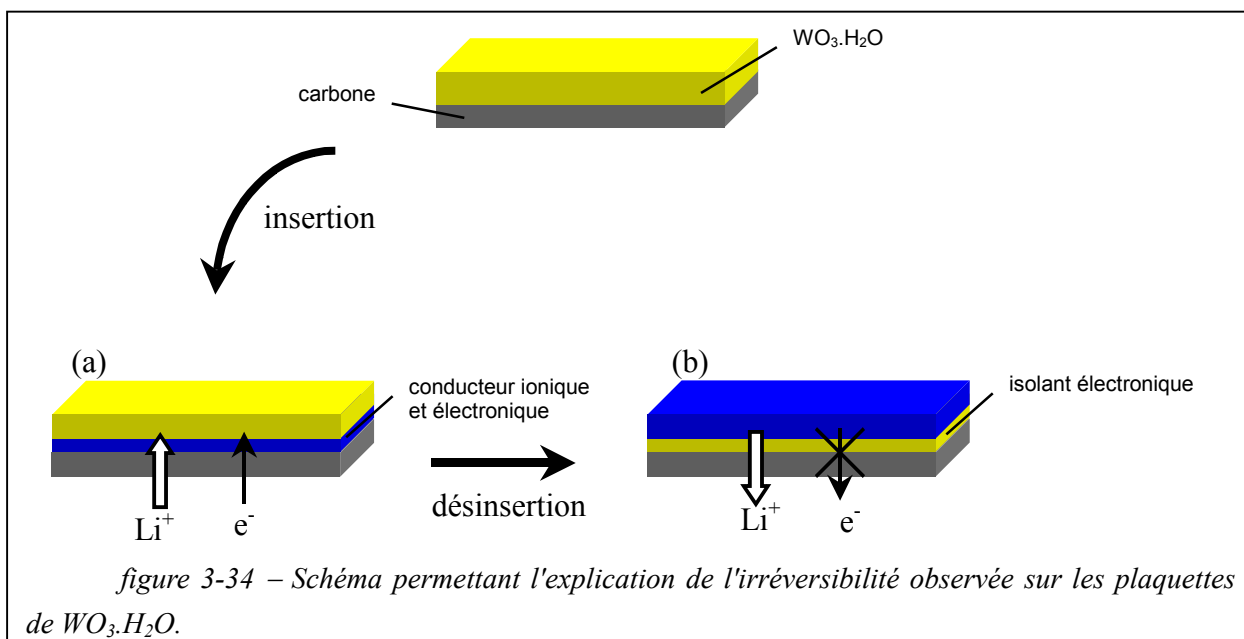 WO₃.H₂O
carbone
insertion
(a)
(b)
conducteur ionique
et électronique
isolant électronique
Li⁺
e⁻
désinsertion
Li⁺
e⁻
figure 3-34 – Schéma permettant l'explication de l'irréversibilité observée sur les plaquettes
de WO₃.H₂O.